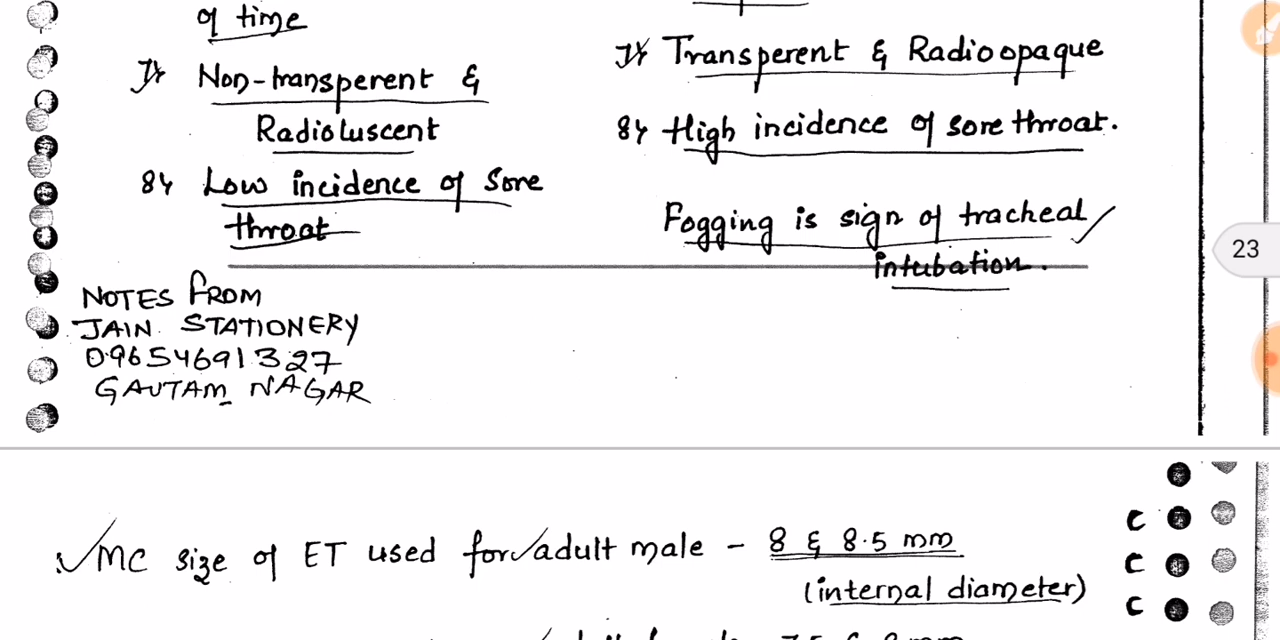 of time
7) Non-transperent &
Radioluscent
8) Low incidence of Sore
throat
7) Transperent & Radioopaque
8) High incidence of sore throat.
Fogging is sign of tracheal
intubation.
NOTES FROM
JAIN STATIONERY
09654691327
GAUTAM NAGAR
23
MC size of ET used for adult male - 8 & 8.5 mm
(internal diameter)